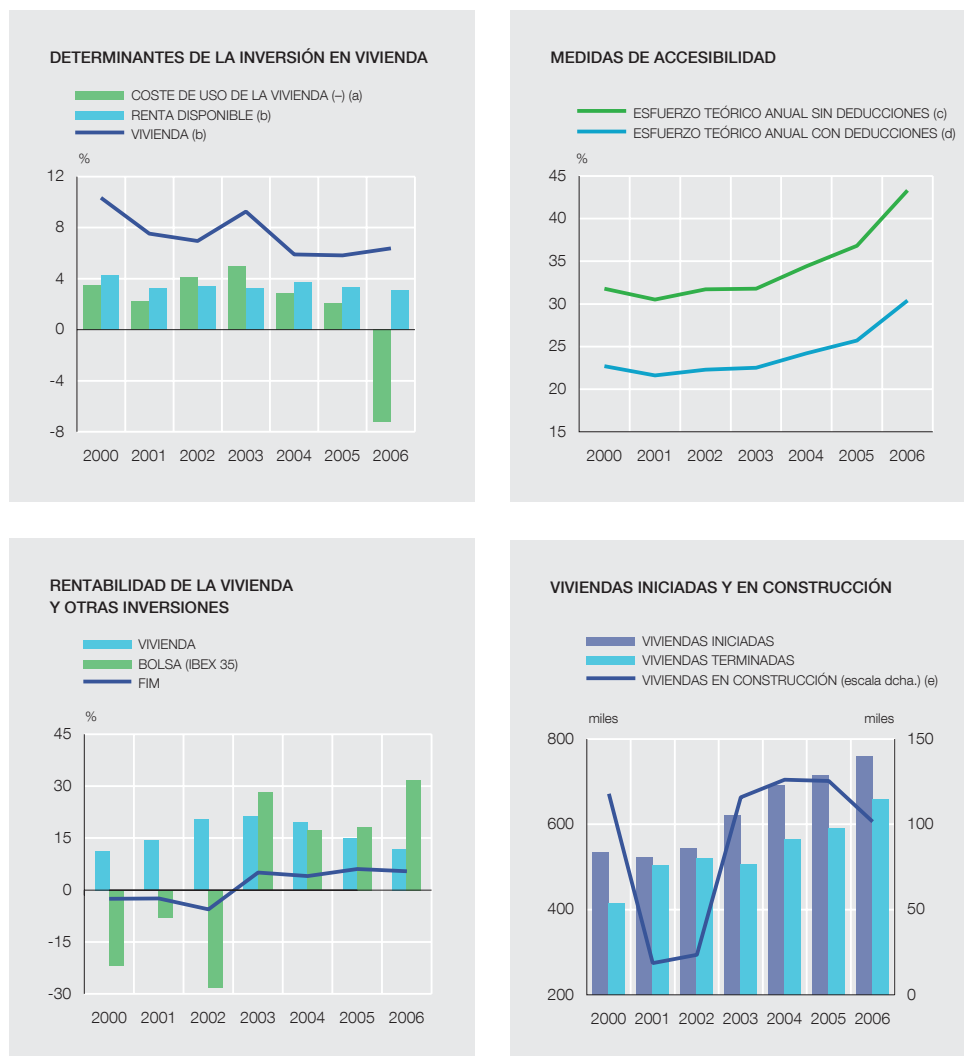 DETERMINANTES DE LA INVERSIÓN EN VIVIENDA
COSTE DE USO DE LA VIVIENDA (–) (a)
RENTA DISPONIBLE (b)
VIVIENDA (b)
%
12
8
4
0
-4
-8
2000 2001 2002 2003 2004 2005 2006
MEDIDAS DE ACCESIBILIDAD
ESFUERZO TEÓRICO ANUAL SIN DEDUCCIONES (c)
ESFUERZO TEÓRICO ANUAL CON DEDUCCIONES (d)
%
45
40
35
30
25
20
15
2000 2001 2002 2003 2004 2005 2006
RENTABILIDAD DE LA VIVIENDA
Y OTRAS INVERSIONES
VIVIENDA
BOLSA (IBEX 35)
FIM
%
45
30
15
0
-15
-30
2000 2001 2002 2003 2004 2005 2006
VIVIENDAS INICIADAS Y EN CONSTRUCCIÓN
VIVIENDAS INICIADAS
VIVIENDAS TERMINADAS
VIVIENDAS EN CONSTRUCCIÓN (escala dcha.) (e)
miles miles
800 150
600 100
400 50
200 0
2000 2001 2002 2003 2004 2005 2006